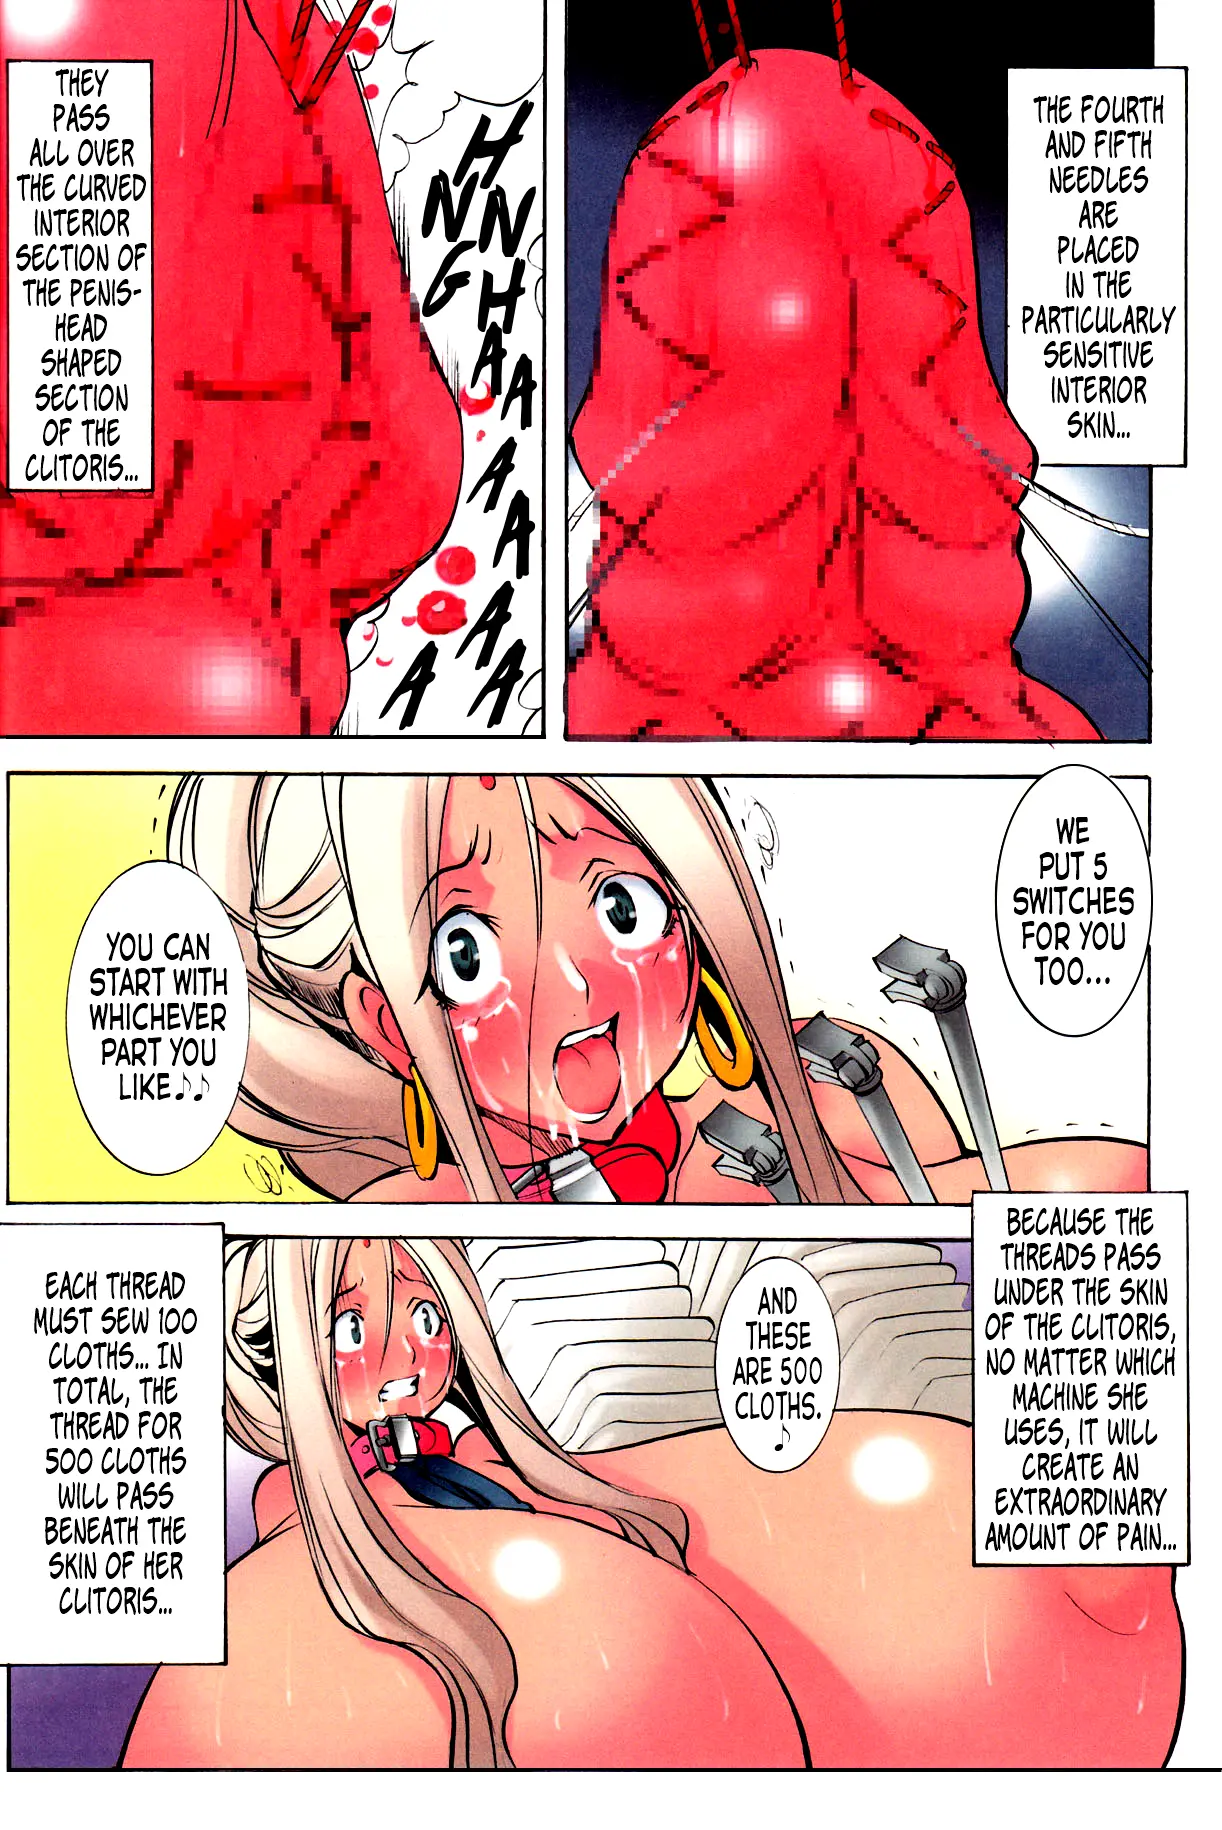 THE FOURTH
AND FIFTH
NEEDLES
ARE
PLACED
IN THE
PARTICULARLY
SENSITIVE
INTERIOR
SKIN...
THEY
PASS
ALL OVER
THE CURVED
INTERIOR
SECTION OF
THE PENIS-
HEAD
SHAPED
SECTION
OF THE
CLITORIS...
HNNGHAAAAAAA
WE
PUT 5
SWITCHES
FOR YOU
TOO...
YOU CAN
START WITH
WHICHEVER
PART YOU
LIKE♪♪
BECAUSE THE
THREADS PASS
UNDER THE SKIN
OF THE CLITORIS,
NO MATTER WHICH
MACHINE SHE
USES, IT WILL
CREATE AN
EXTRAORDINARY
AMOUNT OF PAIN...
AND
THESE
ARE 500
CLOTHS.
♪
EACH THREAD
MUST SEW 100
CLOTHS... IN
TOTAL, THE
THREAD FOR
500 CLOTHS
WILL PASS
BENEATH THE
SKIN OF HER
CLITORIS...